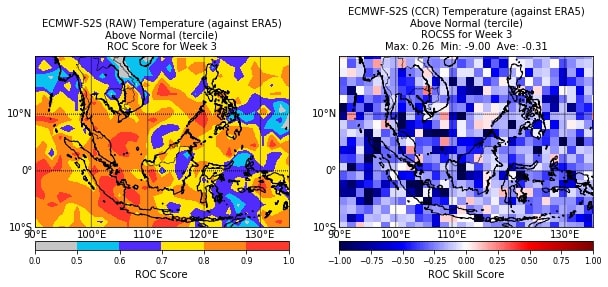 ECMWF-S2S (RAW) Temperature (against ERA5)
Above Normal (tercile)
ROC Score for Week 3
10°N
0°
10°S
90°E 100°E 110°E 120°E 130°E
0.0 0.5 0.6 0.7 0.8 0.9 1.0
ROC Score
ECMWF-S2S (CCR) Temperature (against ERA5)
Above Normal (tercile)
ROCSS for Week 3
Max: 0.26 Min: -9.00 Ave: -0.31
10°N
0°
10°S
90°E 100°E 110°E 120°E 130°E
−1.00 −0.75 −0.50 −0.25 0.00 0.25 0.50 0.75 1.00
ROC Skill Score